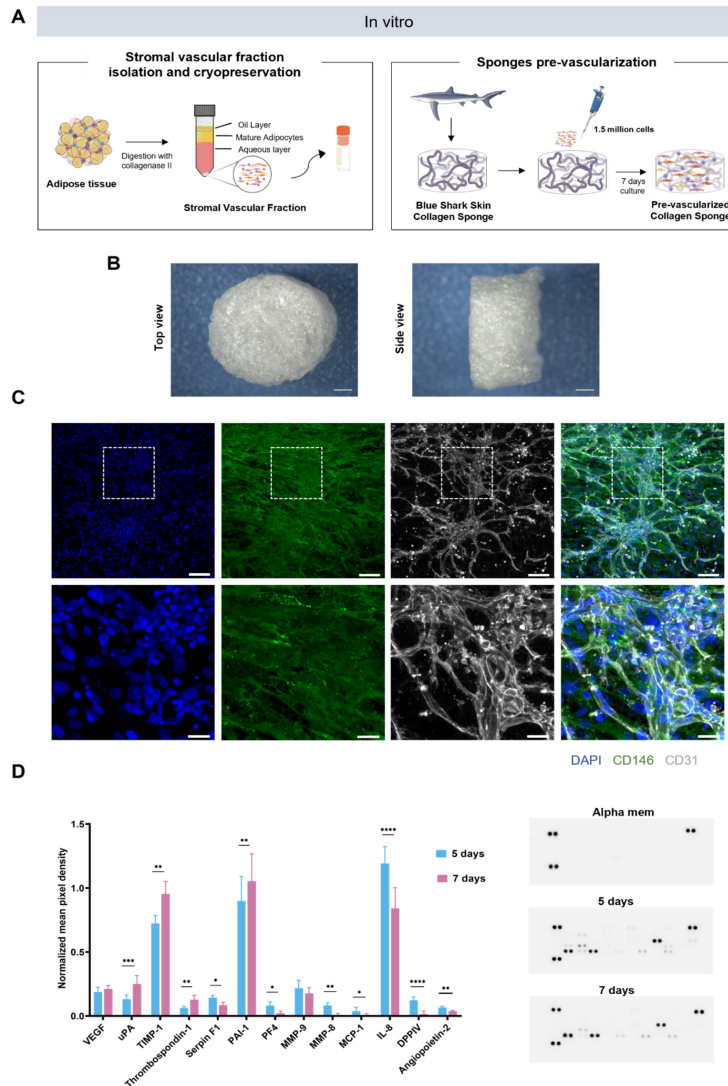 A
In vitro
Stromal vascular fraction
isolation and cryopreservation
Oil Layer
Mature Adipocytes
Aqueous layer
Digestion with
collagenase II
Adipose tissue
Stromal Vascular Fraction
Sponges pre-vascularization
1.5 million cells
7 days
culture
Blue Shark Skin
Collagen Sponge
Pre-vascularized
Collagen Sponge
B
Top view
Side view
C
DAPI CD146 CD31
D
Normalized mean pixel density
1.5
1.0
0.5
0.0
5 days
7 days
***
**
**
*
**
*
**
*
****
****
**
VEGF
uPA
TIMP-1
Thrombospondin-1
Serpin F1
PAI-1
PF4
MMP-9
MMP-8
MCP-1
IL-8
DPPIV
Angiopoietin-2
Alpha mem
5 days
7 days